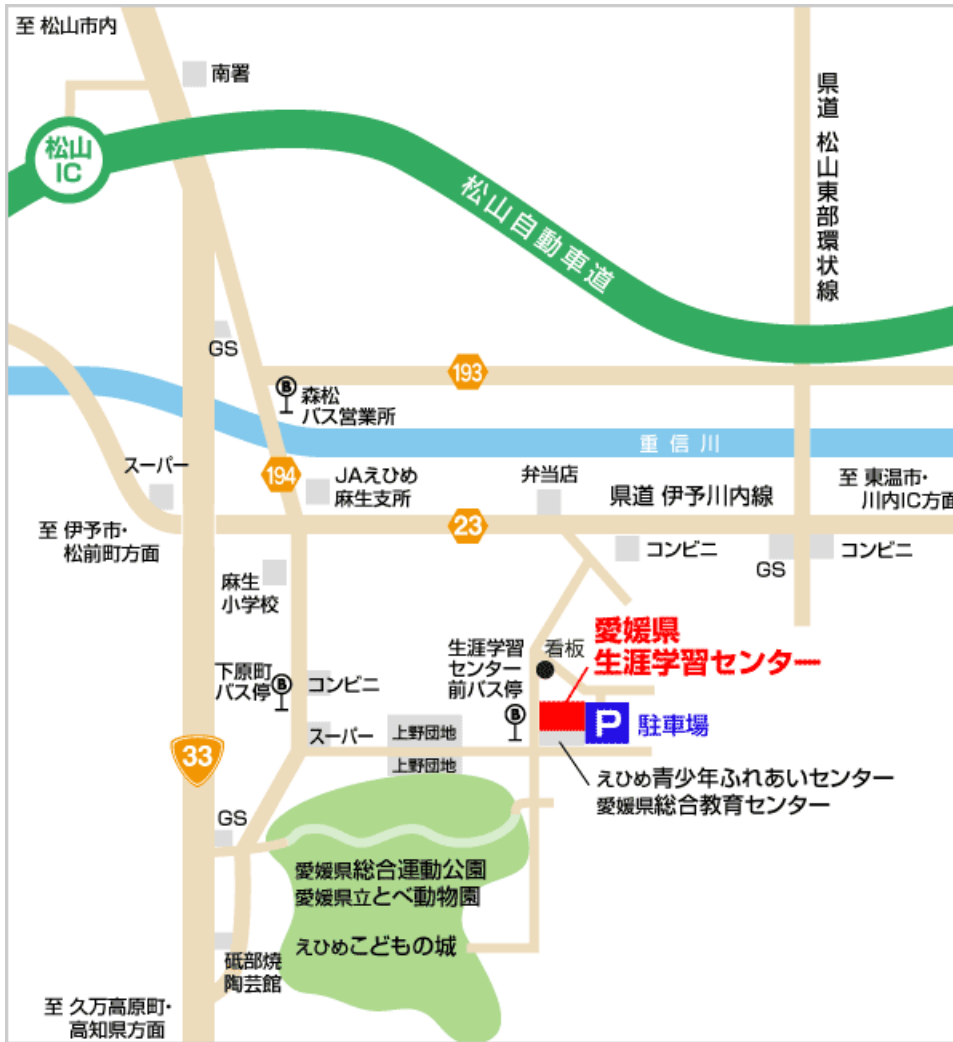 至 松山市内
南署
松山
IC
松山自動車道
県道 松山東部環状線
GS
193
森松
バス営業所
重信川
スーパー
194
JAえひめ
麻生支所
弁当店
県道 伊予川内線
至 東温市・
川内IC方面
至 伊予市・
松前町方面
23
コンビニ
GS
コンビニ
麻生
小学校
愛媛県
生涯学習センター
生涯学習
センター
前バス停
看板
下原町
バス停
コンビニ
P
駐車場
スーパー
上野団地
上野団地
33
えひめ青少年ふれあいセンター
愛媛県総合教育センター
GS
愛媛県総合運動公園
愛媛県立とべ動物園
えひめこどもの城
砥部焼
陶芸館
至 久万高原町・
高知県方面
B
B
B